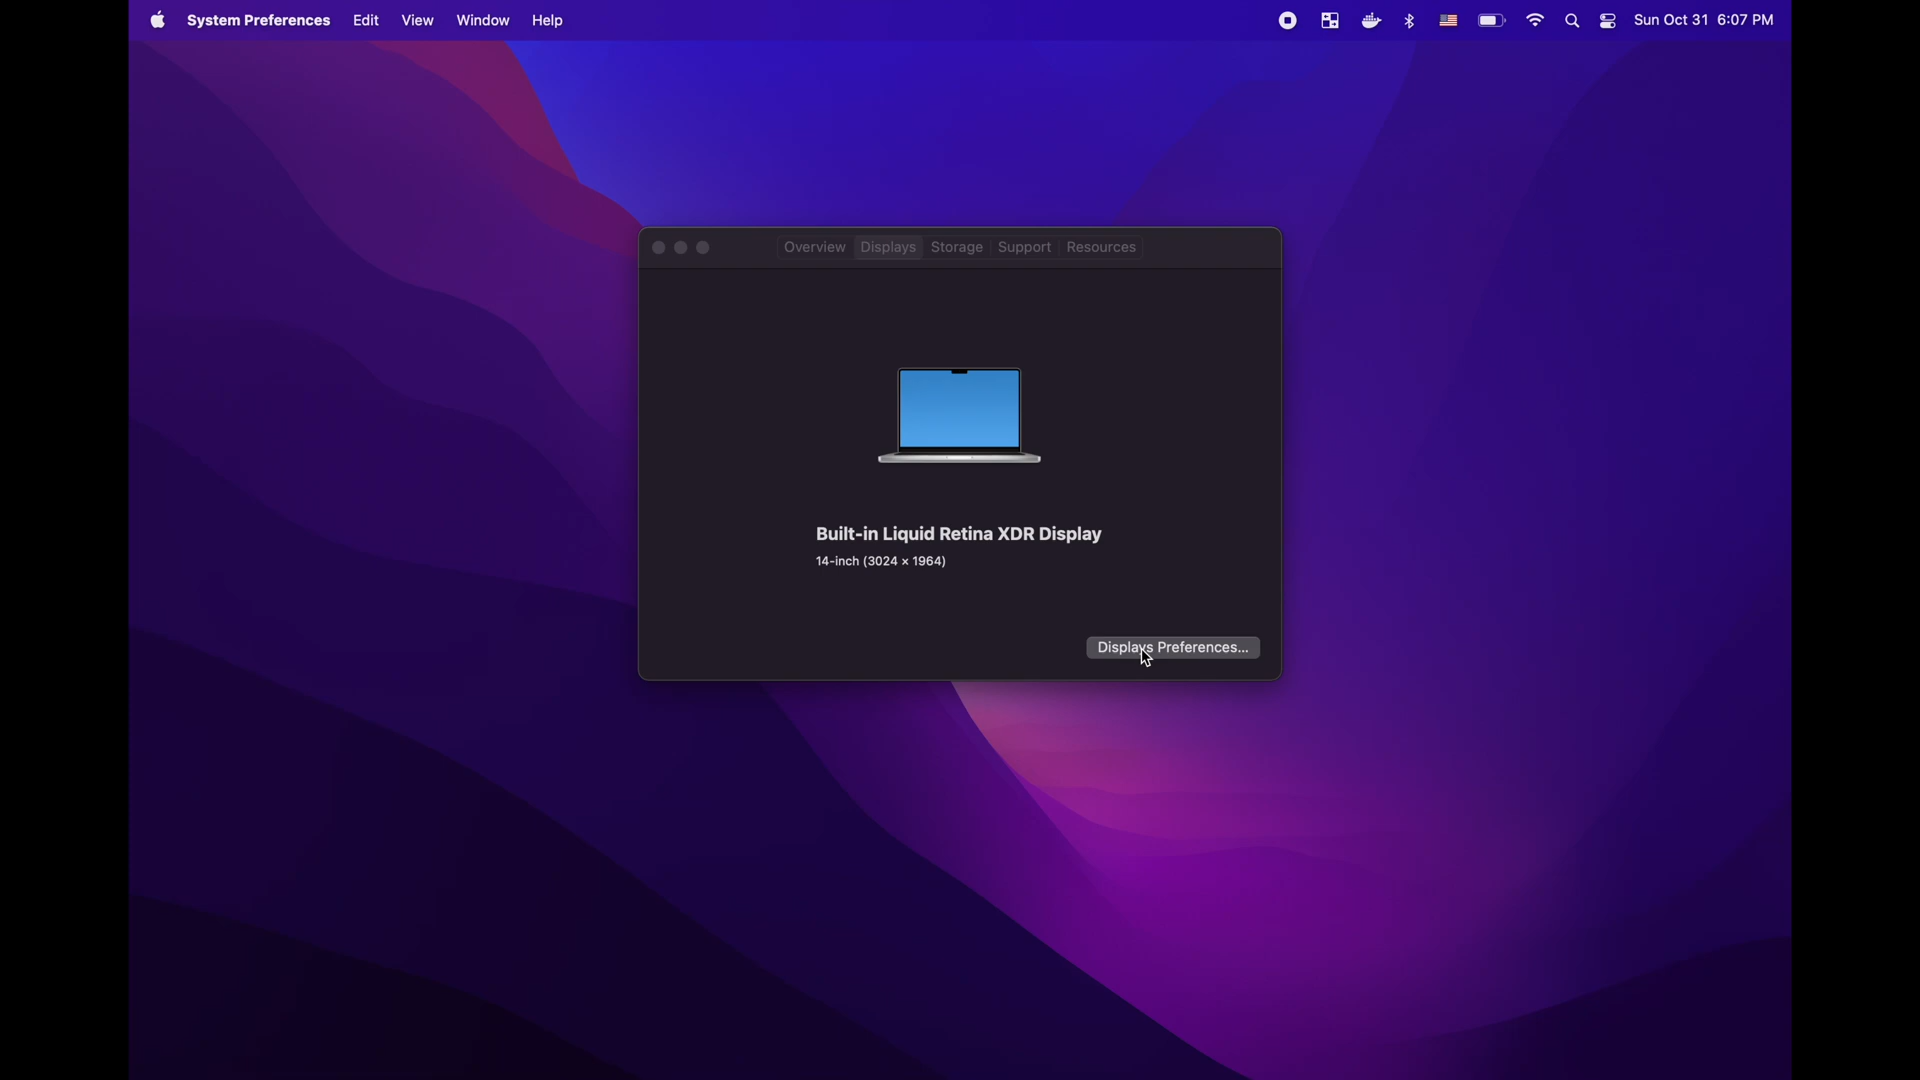 System Preferences Edit View Window Help Sun Oct 31 6:07 PM
Overview Displays Storage Support Resources
Built-in Liquid Retina XDR Display
14-inch (3024 × 1964)
Displays Preferences...